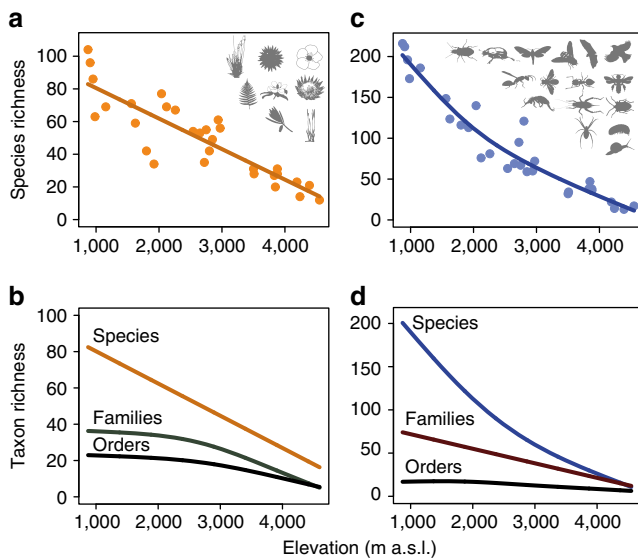 a
Species richness
100
80
60
40
20
0
1,000 2,000 3,000 4,000
c
200
150
100
50
0
1,000 2,000 3,000 4,000
b
Taxon richness
100
80
60
40
20
0
Species
Families
Orders
1,000 2,000 3,000 4,000
d
200
150
100
50
0
Species
Families
Orders
1,000 2,000 3,000 4,000
Elevation (m a.s.l.)